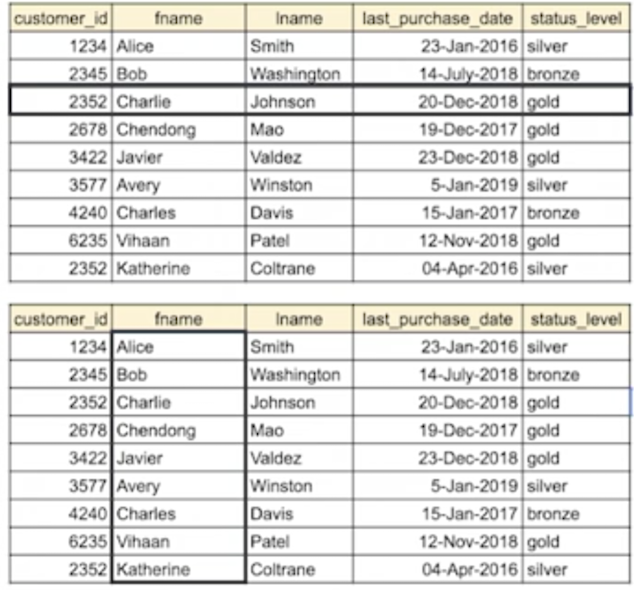 customer_id fname lname last_purchase_date status_level
1234 Alice Smith 23-Jan-2016 silver
2345 Bob Washington 14-July-2018 bronze
2352 Charlie Johnson 20-Dec-2018 gold
2678 Chendong Mao 19-Dec-2017 gold
3422 Javier Valdez 23-Dec-2018 gold
3577 Avery Winston 5-Jan-2019 silver
4240 Charles Davis 15-Jan-2017 bronze
6235 Vihaan Patel 12-Nov-2018 gold
2352 Katherine Coltrane 04-Apr-2016 silver
customer_id fname lname last_purchase_date status_level
1234 Alice Smith 23-Jan-2016 silver
2345 Bob Washington 14-July-2018 bronze
2352 Charlie Johnson 20-Dec-2018 gold
2678 Chendong Mao 19-Dec-2017 gold
3422 Javier Valdez 23-Dec-2018 gold
3577 Avery Winston 5-Jan-2019 silver
4240 Charles Davis 15-Jan-2017 bronze
6235 Vihaan Patel 12-Nov-2018 gold
2352 Katherine Coltrane 04-Apr-2016 silver